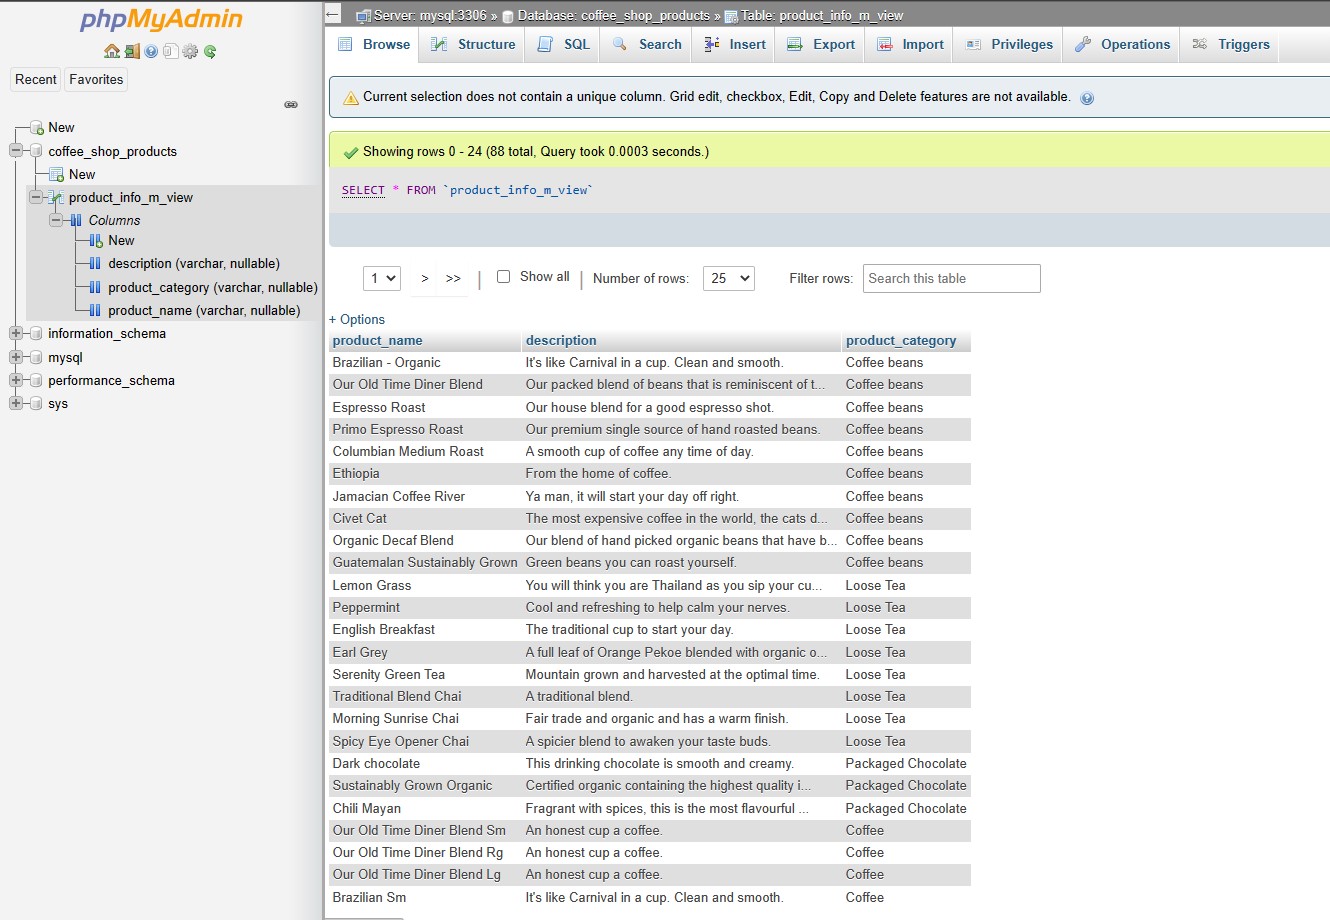 phpMyAdmin
Recent Favorites
New
coffee_shop_products
New
product_info_m_view
Columns
New
description (varchar, nullable)
product_category (varchar, nullable)
product_name (varchar, nullable)
information_schema
mysql
performance_schema
sys
Server: mysql:3306 » Database: coffee_shop_products » Table: product_info_m_view
Browse Structure SQL Search Insert Export Import Privileges Operations Triggers
Current selection does not contain a unique column. Grid edit, checkbox, Edit, Copy and Delete features are not available.
Showing rows 0 - 24 (88 total, Query took 0.0003 seconds.)
SELECT * FROM `product_info_m_view`
1 > >> | Show all | Number of rows: 25 Filter rows: Search this table
+ Options
product_name description product_category
Brazilian - Organic It's like Carnival in a cup. Clean and smooth. Coffee beans
Our Old Time Diner Blend Our packed blend of beans that is reminiscent of t... Coffee beans
Espresso Roast Our house blend for a good espresso shot. Coffee beans
Primo Espresso Roast Our premium single source of hand roasted beans. Coffee beans
Columbian Medium Roast A smooth cup of coffee any time of day. Coffee beans
Ethiopia From the home of coffee. Coffee beans
Jamacian Coffee River Ya man, it will start your day off right. Coffee beans
Civet Cat The most expensive coffee in the world, the cats d... Coffee beans
Organic Decaf Blend Our blend of hand picked organic beans that have b... Coffee beans
Guatemalan Sustainably Grown Green beans you can roast yourself. Coffee beans
Lemon Grass You will think you are Thailand as you sip your cu... Loose Tea
Peppermint Cool and refreshing to help calm your nerves. Loose Tea
English Breakfast The traditional cup to start your day. Loose Tea
Earl Grey A full leaf of Orange Pekoe blended with organic o... Loose Tea
Serenity Green Tea Mountain grown and harvested at the optimal time. Loose Tea
Traditional Blend Chai A traditional blend. Loose Tea
Morning Sunrise Chai Fair trade and organic and has a warm finish. Loose Tea
Spicy Eye Opener Chai A spicier blend to awaken your taste buds. Loose Tea
Dark chocolate This drinking chocolate is smooth and creamy. Packaged Chocolate
Sustainably Grown Organic Certified organic containing the highest quality i... Packaged Chocolate
Chili Mayan Fragrant with spices, this is the most flavourful ... Packaged Chocolate
Our Old Time Diner Blend Sm An honest cup a coffee. Coffee
Our Old Time Diner Blend Rg An honest cup a coffee. Coffee
Our Old Time Diner Blend Lg An honest cup a coffee. Coffee
Brazilian Sm It's like Carnival in a cup. Clean and smooth. Coffee